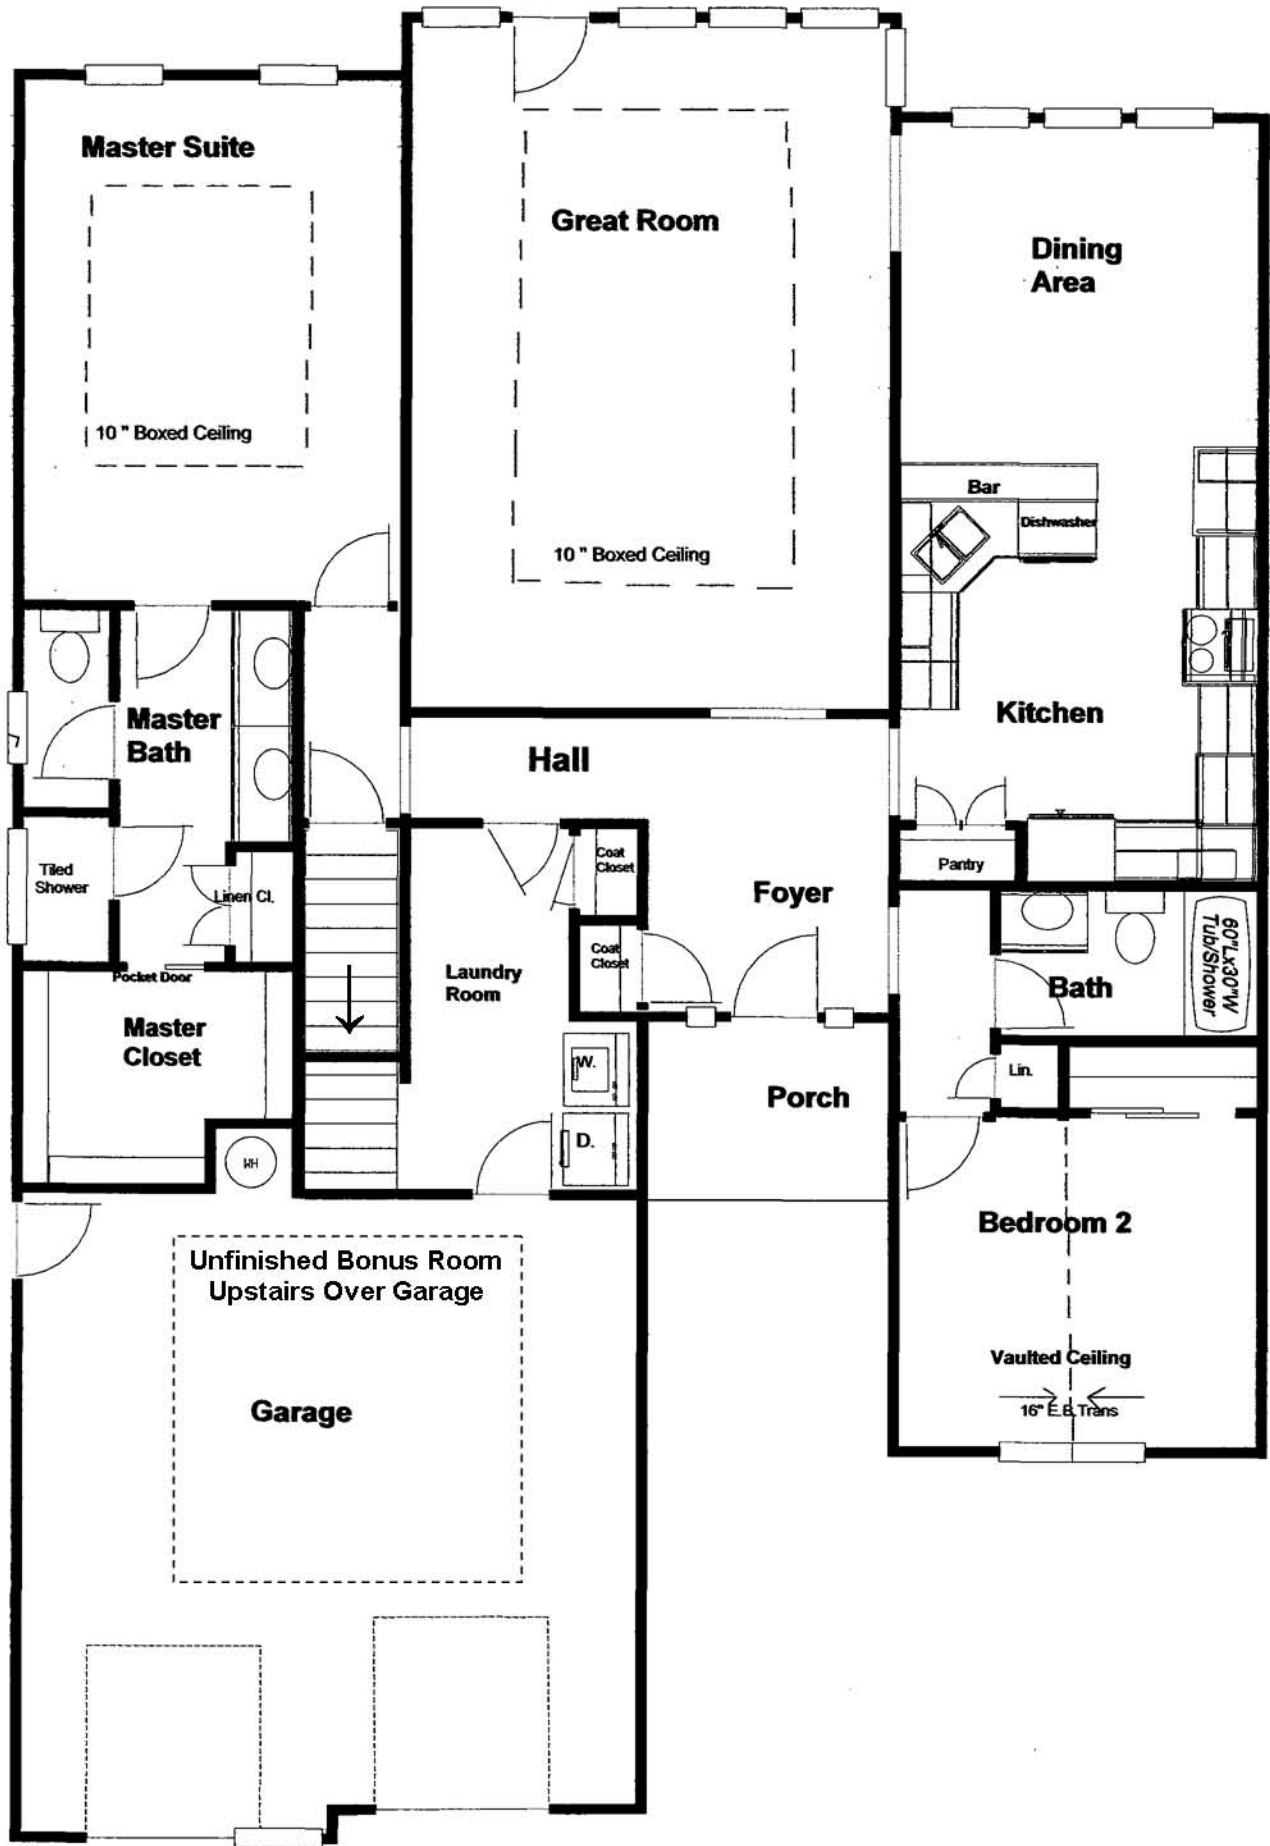 Master Suite
10 " Boxed Ceiling
Great Room
10 " Boxed Ceiling
Dining
Area
Bar
Dishwasher
Kitchen
Pantry
Master
Bath
Hall
Tiled
Shower
Linen Cl.
Coat
Closet
Foyer
Coat
Closet
Laundry
Room
Pocket Door
Master
Closet
60"Lx30"W
Tub/Shower
Bath
W.
D.
Lin.
Porch
WH
Bedroom 2
Unfinished Bonus Room
Upstairs Over Garage
Vaulted Ceiling
16" E.B.Trans
Garage